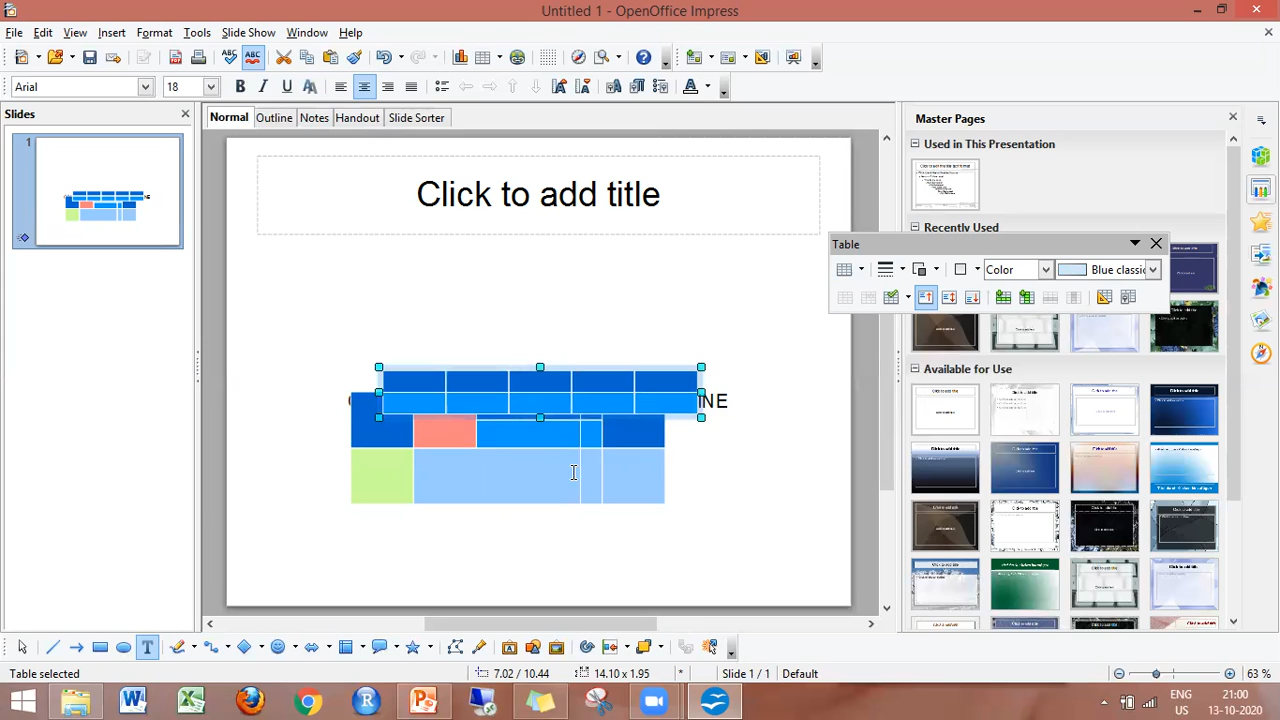 Untitled 1 - OpenOffice Impress
File Edit View Insert Format Tools Slide Show Window Help
Arial 18
Slides
Normal Outline Notes Handout Slide Sorter
Master Pages
1
Used in This Presentation
Click to add title
Recently Used
Table
Color Blue classic
Available for Use
NE
Table selected 7.02 / 10.44 14.10 x 1.95 * Slide 1 / 1 Default 63 %
ENG 21:00
US 13-10-2020